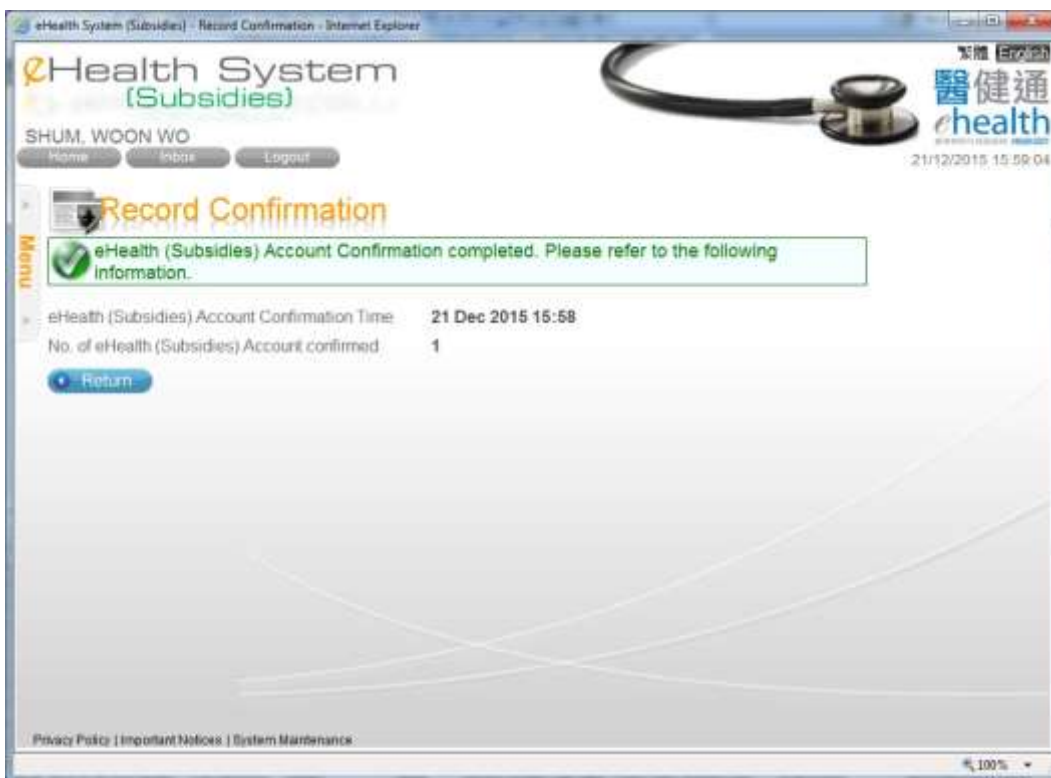 eHealth System (Subsidies) - Record Confirmation - Internet Explorer
eHealth System
(Subsidies)
繁體 English
醫健通
ehealth
SHUM, WOON WO
Home Inbox Logout
21/12/2015 15:59:04
Record Confirmation
Menu
eHealth (Subsidies) Account Confirmation completed. Please refer to the following
information.
eHealth (Subsidies) Account Confirmation Time 21 Dec 2015 15:58
No. of eHealth (Subsidies) Account confirmed 1
Return
Privacy Policy | Important Notices | System Maintenance
100%